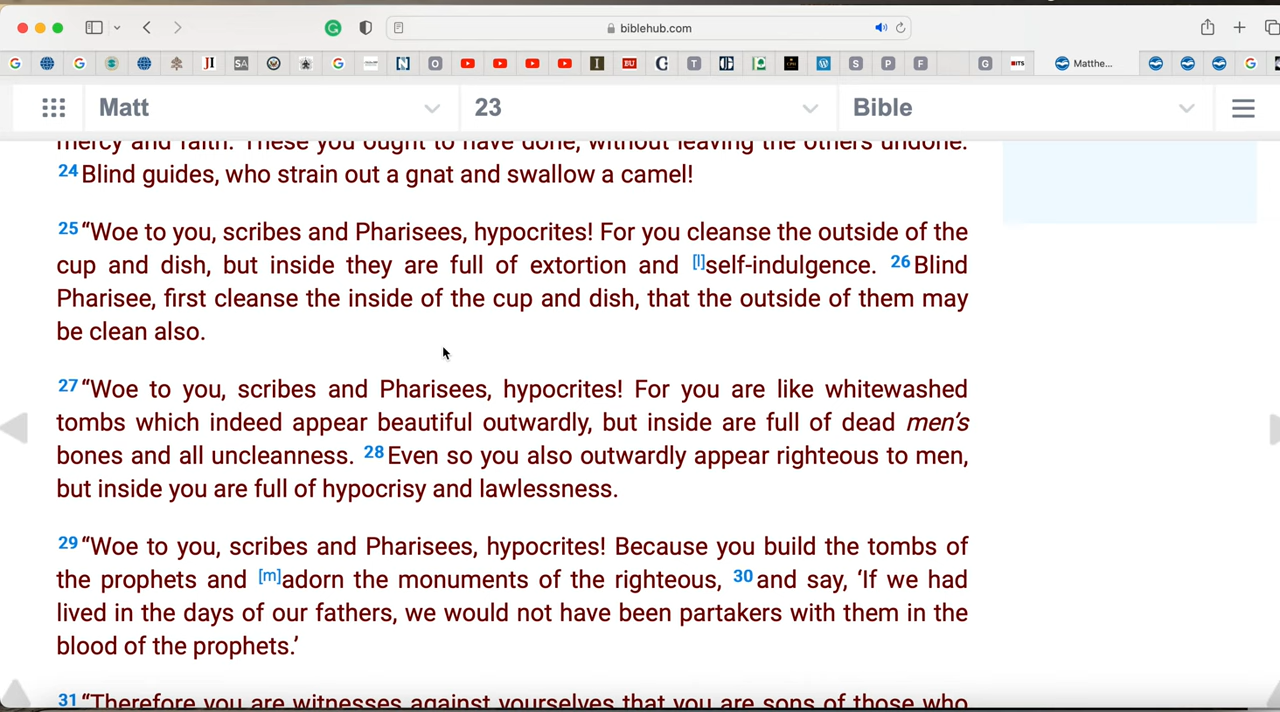 biblehub.com
G G JI SA G N O I BU G T CPH S P F G ITS Matthe... G
Matt 23 Bible
mercy and faith. These you ought to have done, without leaving the others undone.
24 Blind guides, who strain out a gnat and swallow a camel!
25 “Woe to you, scribes and Pharisees, hypocrites! For you cleanse the outside of the
cup and dish, but inside they are full of extortion and [l]self-indulgence. 26 Blind
Pharisee, first cleanse the inside of the cup and dish, that the outside of them may
be clean also.
27 “Woe to you, scribes and Pharisees, hypocrites! For you are like whitewashed
tombs which indeed appear beautiful outwardly, but inside are full of dead men’s
bones and all uncleanness. 28 Even so you also outwardly appear righteous to men,
but inside you are full of hypocrisy and lawlessness.
29 “Woe to you, scribes and Pharisees, hypocrites! Because you build the tombs of
the prophets and [m]adorn the monuments of the righteous, 30 and say, ‘If we had
lived in the days of our fathers, we would not have been partakers with them in the
blood of the prophets.’
31 “Therefore you are witnesses against yourselves that you are sons of those who